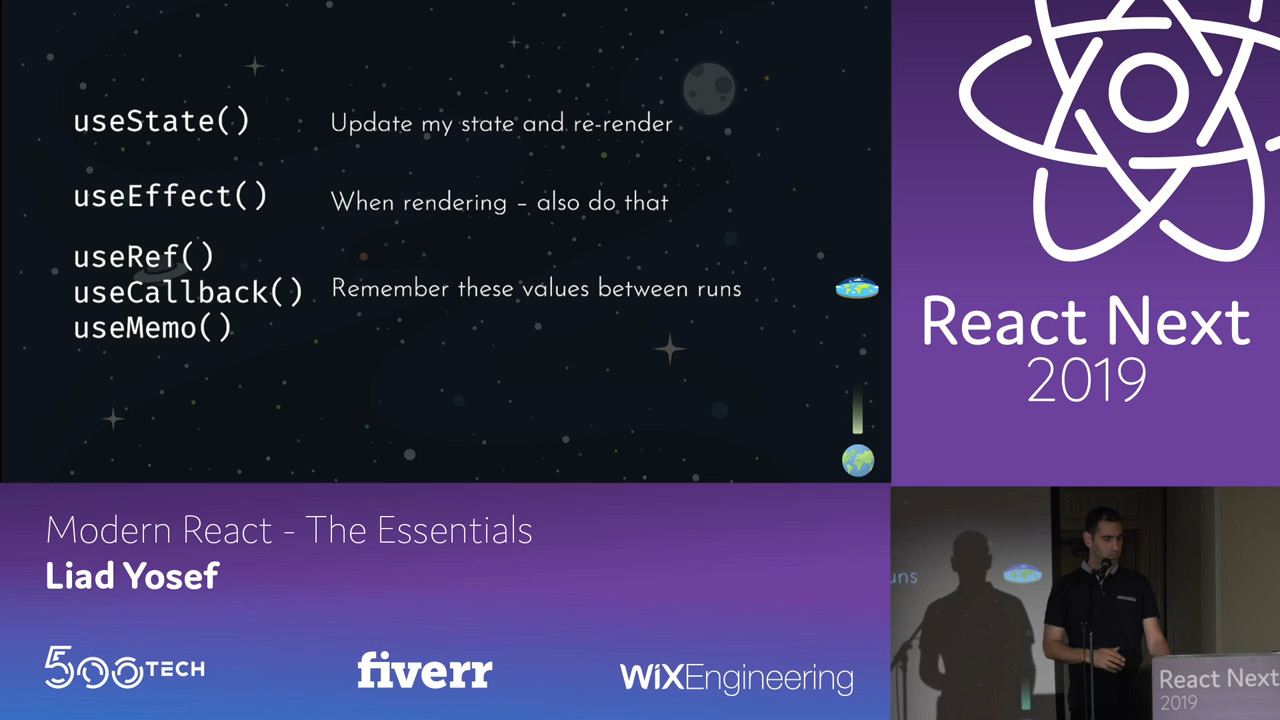 useState()
Update my state and re-render
useEffect()
When rendering – also do that
useRef()
useCallback()
useMemo()
Remember these values between runs
React Next
2019
Modern React - The Essentials
Liad Yosef
500TECH
fiverr
WiXEngineering
uns
React Next
2019